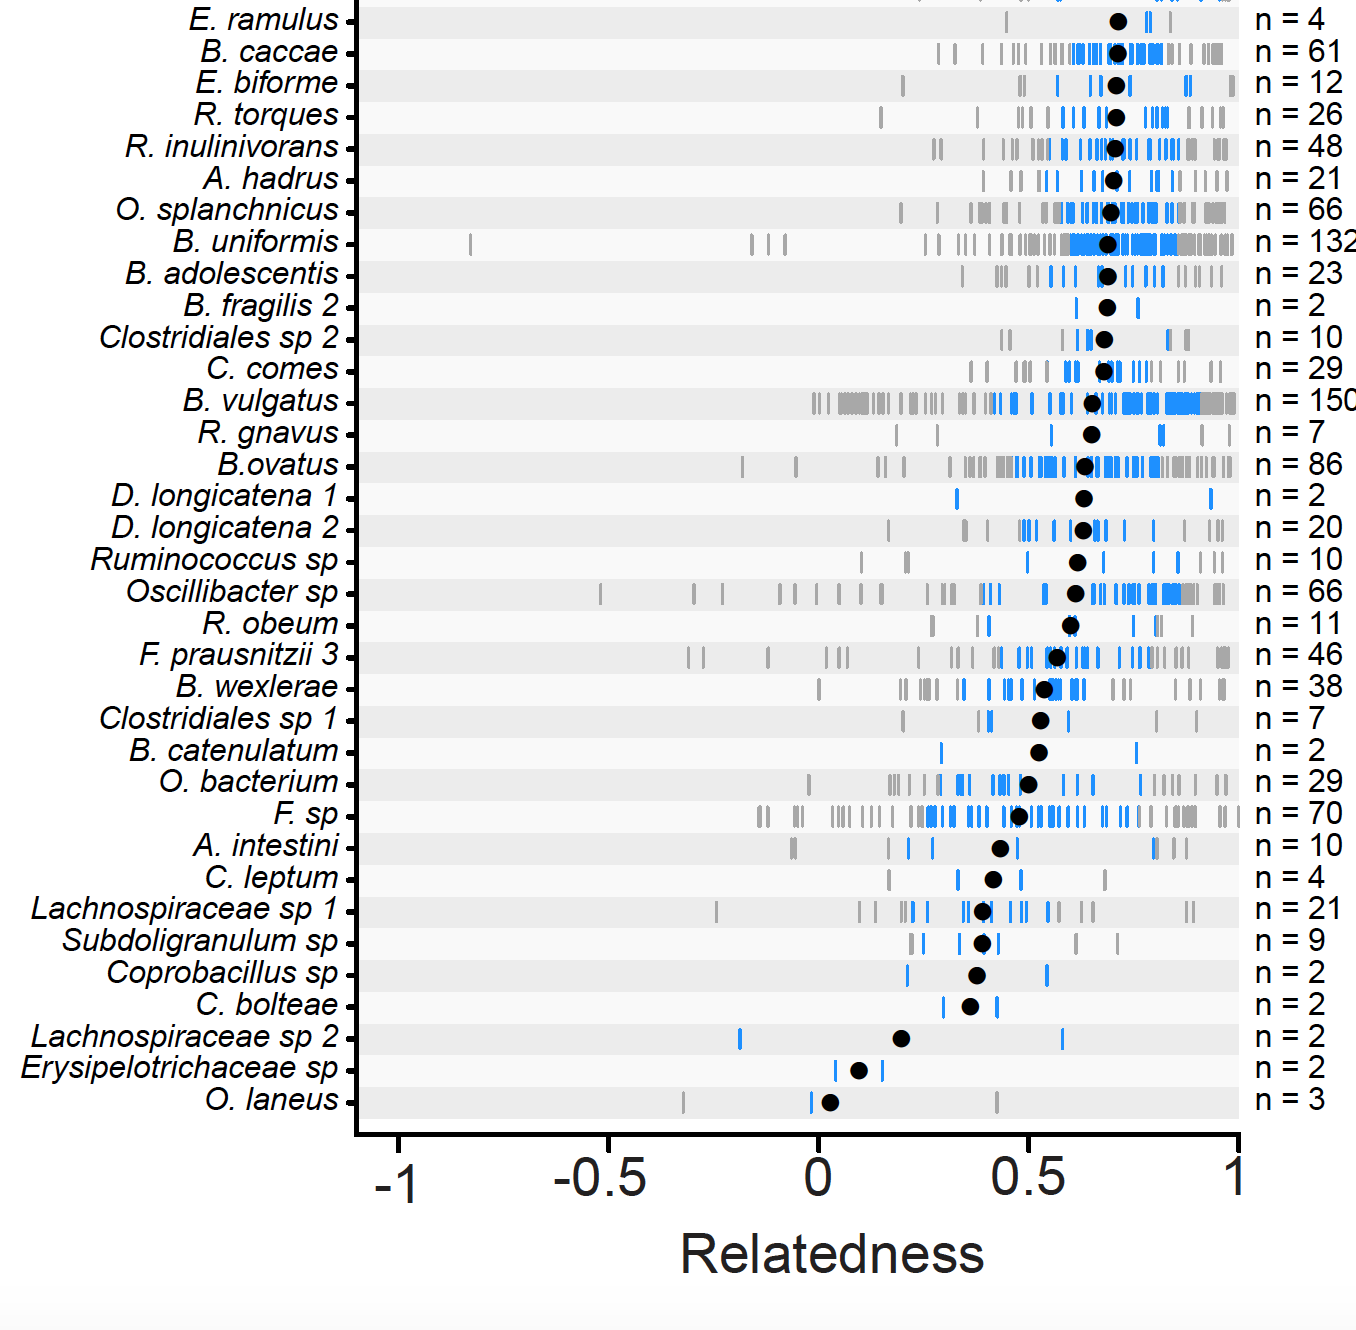 E. ramulus n = 4
B. caccae n = 61
E. biforme n = 12
R. torques n = 26
R. inulinivorans n = 48
A. hadrus n = 21
O. splanchnicus n = 66
B. uniformis n = 132
B. adolescentis n = 23
B. fragilis 2 n = 2
Clostridiales sp 2 n = 10
C. comes n = 29
B. vulgatus n = 150
R. gnavus n = 7
B.ovatus n = 86
D. longicatena 1 n = 2
D. longicatena 2 n = 20
Ruminococcus sp n = 10
Oscillibacter sp n = 66
R. obeum n = 11
F. prausnitzii 3 n = 46
B. wexlerae n = 38
Clostridiales sp 1 n = 7
B. catenulatum n = 2
O. bacterium n = 29
F. sp n = 70
A. intestini n = 10
C. leptum n = 4
Lachnospiraceae sp 1 n = 21
Subdoligranulum sp n = 9
Coprobacillus sp n = 2
C. bolteae n = 2
Lachnospiraceae sp 2 n = 2
Erysipelotrichaceae sp n = 2
O. laneus n = 3
-1 -0.5 0 0.5 1
Relatedness